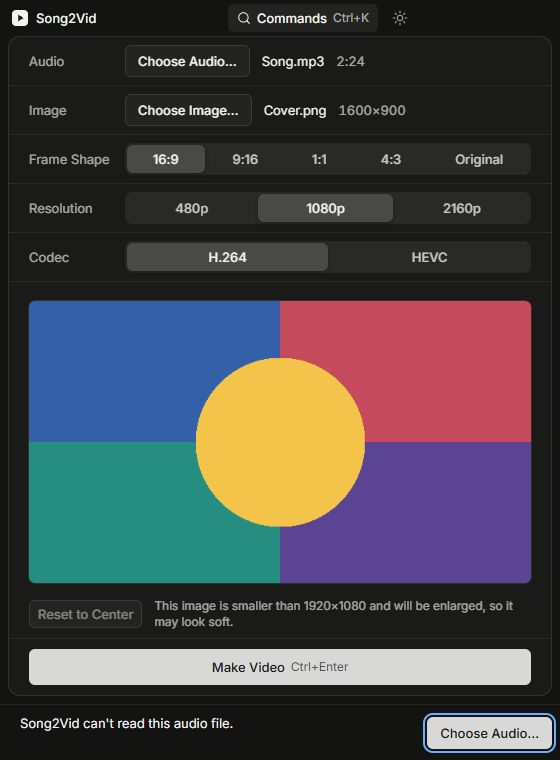 Song2Vid
Commands Ctrl+K
Audio Choose Audio... Song.mp3 2:24
Image Choose Image... Cover.png 1600×900
Frame Shape 16:9 9:16 1:1 4:3 Original
Resolution 480p 1080p 2160p
Codec H.264 HEVC
Reset to Center
This image is smaller than 1920×1080 and will be enlarged, so it
may look soft.
Make Video Ctrl+Enter
Song2Vid can't read this audio file.
Choose Audio...